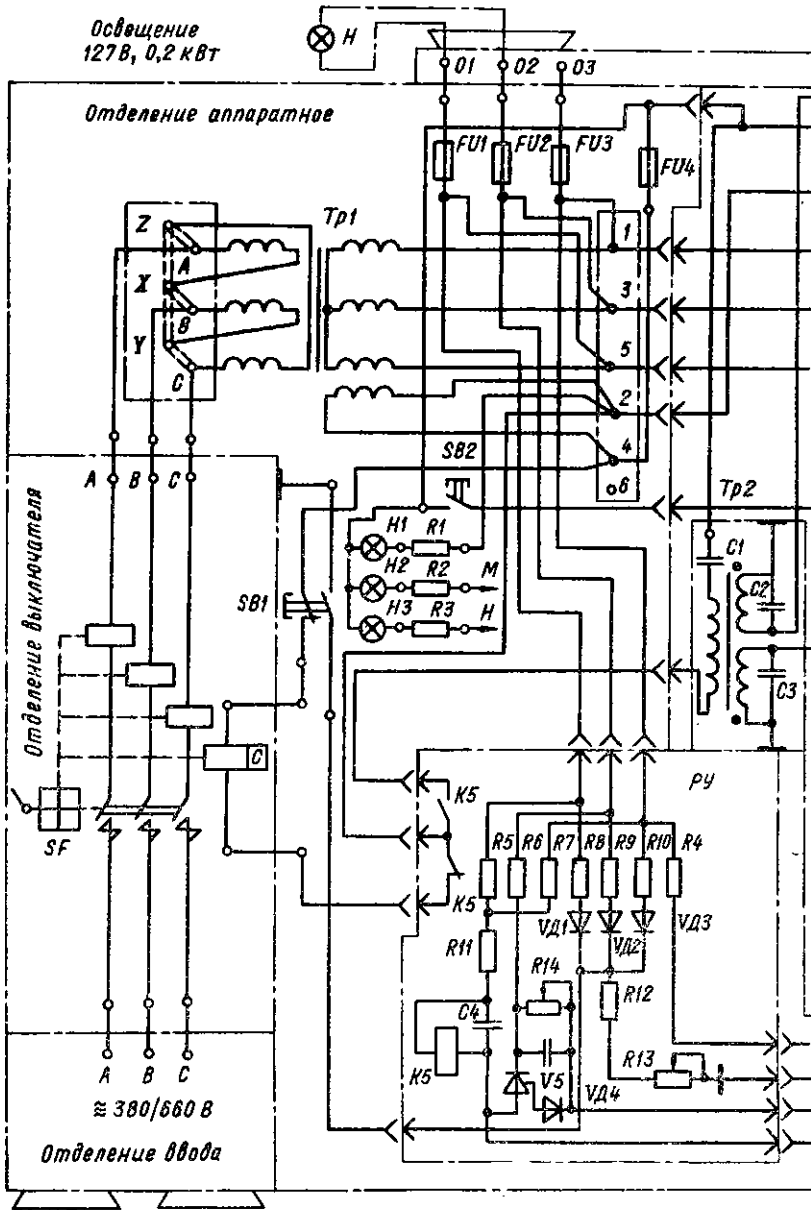 Освещение
127В, 0,2 кВт
H
01
02
03
Отделение аппаратное
FU1
FU2
FU3
FU4
Z
A
X
B
Y
C
Тр1
1
3
5
2
4
6
SB2
Тр2
A
B
C
H1
R1
H2
R2
М
H3
R3
Н
SB1
C1
C2
C3
Отделение выключателя
C
SF
РУ
K5
K5
R5
R6
R7
R8
R9
R10
R4
VД1
VД2
VД3
R11
R14
R12
C4
R13
K5
V5
VД4
A
B
C
≅ 380/660 В
Отделение ввода